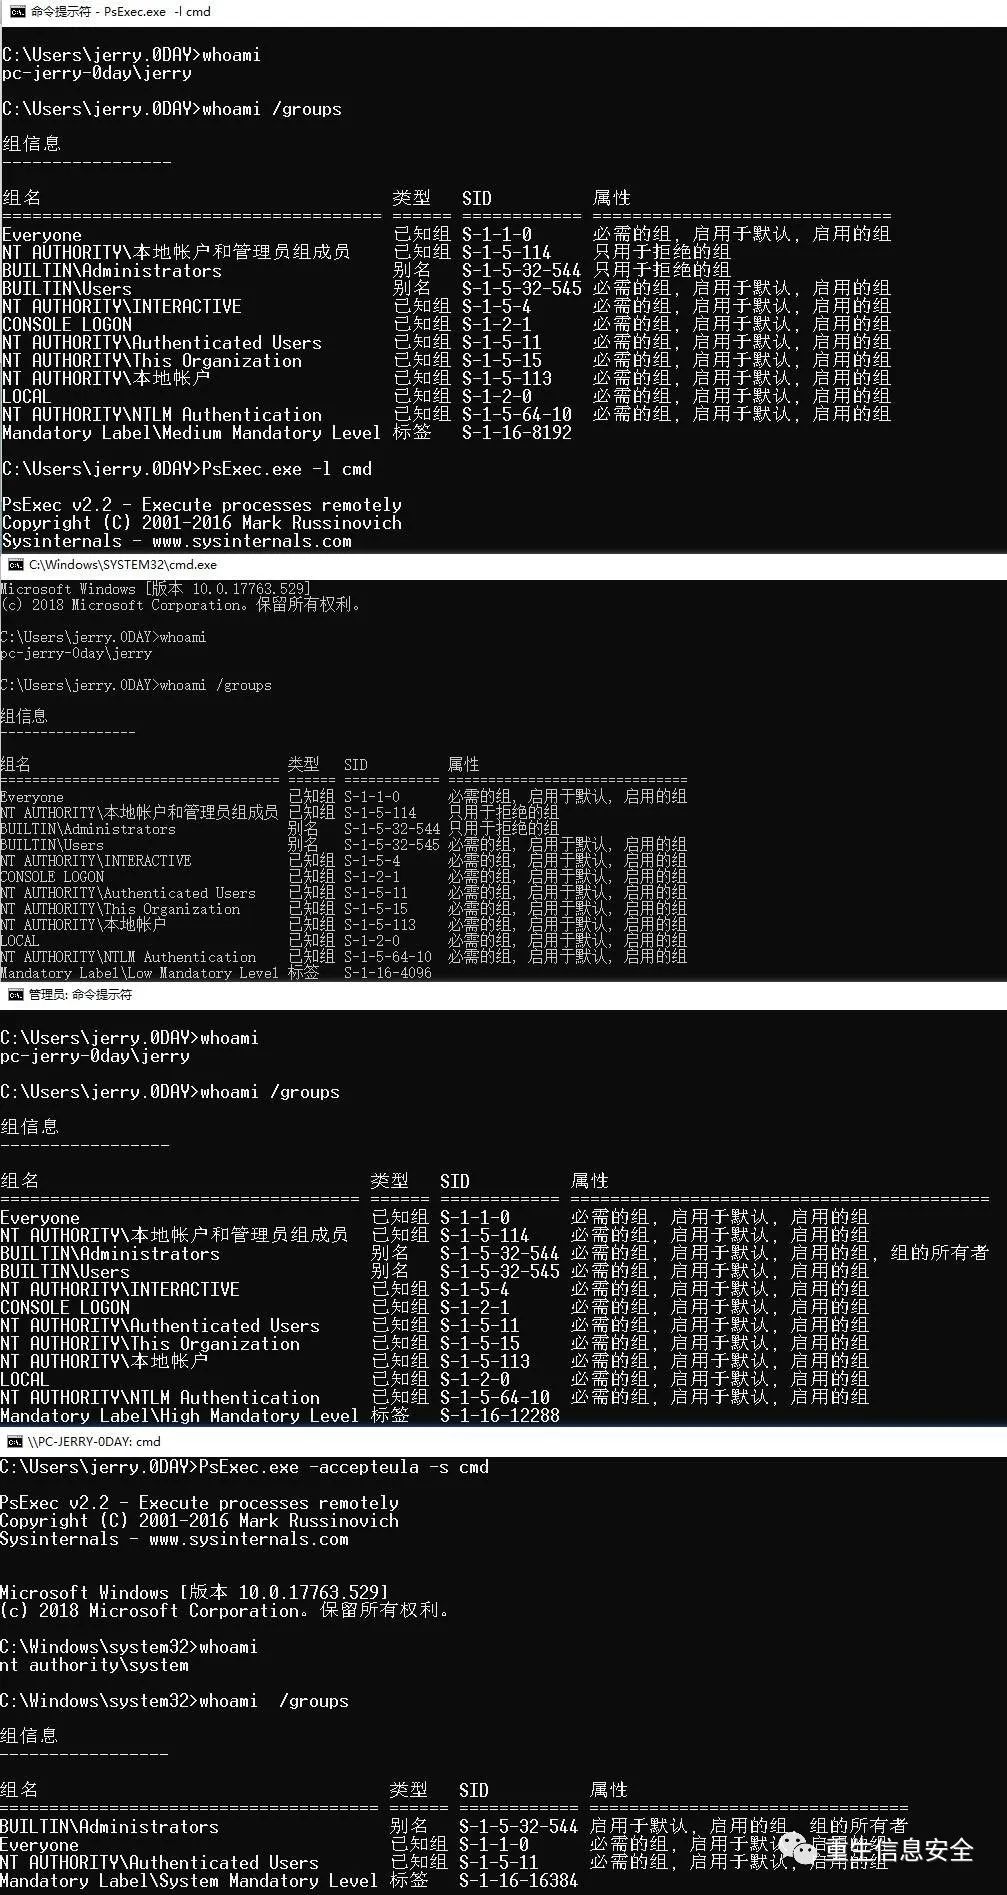 命令提示符 - PsExec.exe -l cmd
C:\Users\jerry.0DAY>whoami
pc-jerry-0day\jerry
C:\Users\jerry.0DAY>whoami /groups
组信息
-----------------
组名 类型 SID 属性
====================================== ====== ============ ==============================
Everyone 已知组 S-1-1-0 必需的组, 启用于默认, 启用的组
NT AUTHORITY\本地帐户和管理员组成员 已知组 S-1-5-114 只用于拒绝的组
BUILTIN\Administrators 别名 S-1-5-32-544 只用于拒绝的组
BUILTIN\Users 别名 S-1-5-32-545 必需的组, 启用于默认, 启用的组
NT AUTHORITY\INTERACTIVE 已知组 S-1-5-4 必需的组, 启用于默认, 启用的组
CONSOLE LOGON 已知组 S-1-2-1 必需的组, 启用于默认, 启用的组
NT AUTHORITY\Authenticated Users 已知组 S-1-5-11 必需的组, 启用于默认, 启用的组
NT AUTHORITY\This Organization 已知组 S-1-5-15 必需的组, 启用于默认, 启用的组
NT AUTHORITY\本地帐户 已知组 S-1-5-113 必需的组, 启用于默认, 启用的组
LOCAL 已知组 S-1-2-0 必需的组, 启用于默认, 启用的组
NT AUTHORITY\NTLM Authentication 已知组 S-1-5-64-10 必需的组, 启用于默认, 启用的组
Mandatory Label\Medium Mandatory Level 标签 S-1-16-8192
C:\Users\jerry.0DAY>PsExec.exe -l cmd
PsExec v2.2 - Execute processes remotely
Copyright (C) 2001-2016 Mark Russinovich
Sysinternals - www.sysinternals.com
C:\Windows\SYSTEM32\cmd.exe
Microsoft Windows [版本 10.0.17763.529]
(c) 2018 Microsoft Corporation。保留所有权利。
C:\Users\jerry.0DAY>whoami
pc-jerry-0day\jerry
C:\Users\jerry.0DAY>whoami /groups
组信息
-----------------
组名 类型 SID 属性
=================================== ====== ============ ==============================
Everyone 已知组 S-1-1-0 必需的组, 启用于默认, 启用的组
NT AUTHORITY\本地帐户和管理员组成员 已知组 S-1-5-114 只用于拒绝的组
BUILTIN\Administrators 别名 S-1-5-32-544 只用于拒绝的组
BUILTIN\Users 别名 S-1-5-32-545 必需的组, 启用于默认, 启用的组
NT AUTHORITY\INTERACTIVE 已知组 S-1-5-4 必需的组, 启用于默认, 启用的组
CONSOLE LOGON 已知组 S-1-2-1 必需的组, 启用于默认, 启用的组
NT AUTHORITY\Authenticated Users 已知组 S-1-5-11 必需的组, 启用于默认, 启用的组
NT AUTHORITY\This Organization 已知组 S-1-5-15 必需的组, 启用于默认, 启用的组
NT AUTHORITY\本地帐户 已知组 S-1-5-113 必需的组, 启用于默认, 启用的组
LOCAL 已知组 S-1-2-0 必需的组, 启用于默认, 启用的组
NT AUTHORITY\NTLM Authentication 已知组 S-1-5-64-10 必需的组, 启用于默认, 启用的组
Mandatory Label\Low Mandatory Level 标签 S-1-16-4096
管理员: 命令提示符
C:\Users\jerry.0DAY>whoami
pc-jerry-0day\jerry
C:\Users\jerry.0DAY>whoami /groups
组信息
-----------------
组名 类型 SID 属性
==================================== ====== ============ ==========================================
Everyone 已知组 S-1-1-0 必需的组, 启用于默认, 启用的组
NT AUTHORITY\本地帐户和管理员组成员 已知组 S-1-5-114 必需的组, 启用于默认, 启用的组
BUILTIN\Administrators 别名 S-1-5-32-544 必需的组, 启用于默认, 启用的组, 组的所有者
BUILTIN\Users 别名 S-1-5-32-545 必需的组, 启用于默认, 启用的组
NT AUTHORITY\INTERACTIVE 已知组 S-1-5-4 必需的组, 启用于默认, 启用的组
CONSOLE LOGON 已知组 S-1-2-1 必需的组, 启用于默认, 启用的组
NT AUTHORITY\Authenticated Users 已知组 S-1-5-11 必需的组, 启用于默认, 启用的组
NT AUTHORITY\This Organization 已知组 S-1-5-15 必需的组, 启用于默认, 启用的组
NT AUTHORITY\本地帐户 已知组 S-1-5-113 必需的组, 启用于默认, 启用的组
LOCAL 已知组 S-1-2-0 必需的组, 启用于默认, 启用的组
NT AUTHORITY\NTLM Authentication 已知组 S-1-5-64-10 必需的组, 启用于默认, 启用的组
Mandatory Label\High Mandatory Level 标签 S-1-16-12288
\\PC-JERRY-0DAY: cmd
C:\Users\jerry.0DAY>PsExec.exe -accepteula -s cmd
PsExec v2.2 - Execute processes remotely
Copyright (C) 2001-2016 Mark Russinovich
Sysinternals - www.sysinternals.com
Microsoft Windows [版本 10.0.17763.529]
(c) 2018 Microsoft Corporation。保留所有权利。
C:\Windows\system32>whoami
nt authority\system
C:\Windows\system32>whoami  /groups
组信息
-----------------
组名 类型 SID 属性
====================================== ====== ============ ================================
BUILTIN\Administrators 别名 S-1-5-32-544 启用于默认, 启用的组, 组的所有者
Everyone 已知组 S-1-1-0 必需的组, 启用于默认, 启用的组
NT AUTHORITY\Authenticated Users 已知组 S-1-5-11 必需的组, 启用于默认, 启用的组
Mandatory Label\System Mandatory Level 标签 S-1-16-16384
重生信息安全